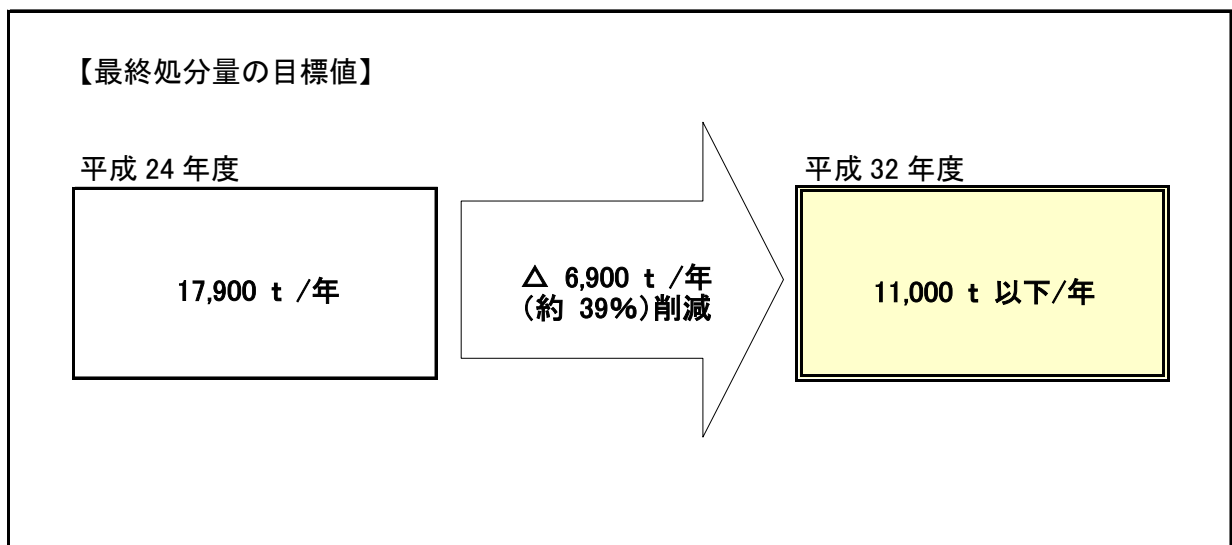 【最終処分量の目標値】
平成 24 年度
17,900 t /年
△ 6,900 t /年
(約 39%)削減
平成 32 年度
11,000 t 以下/年